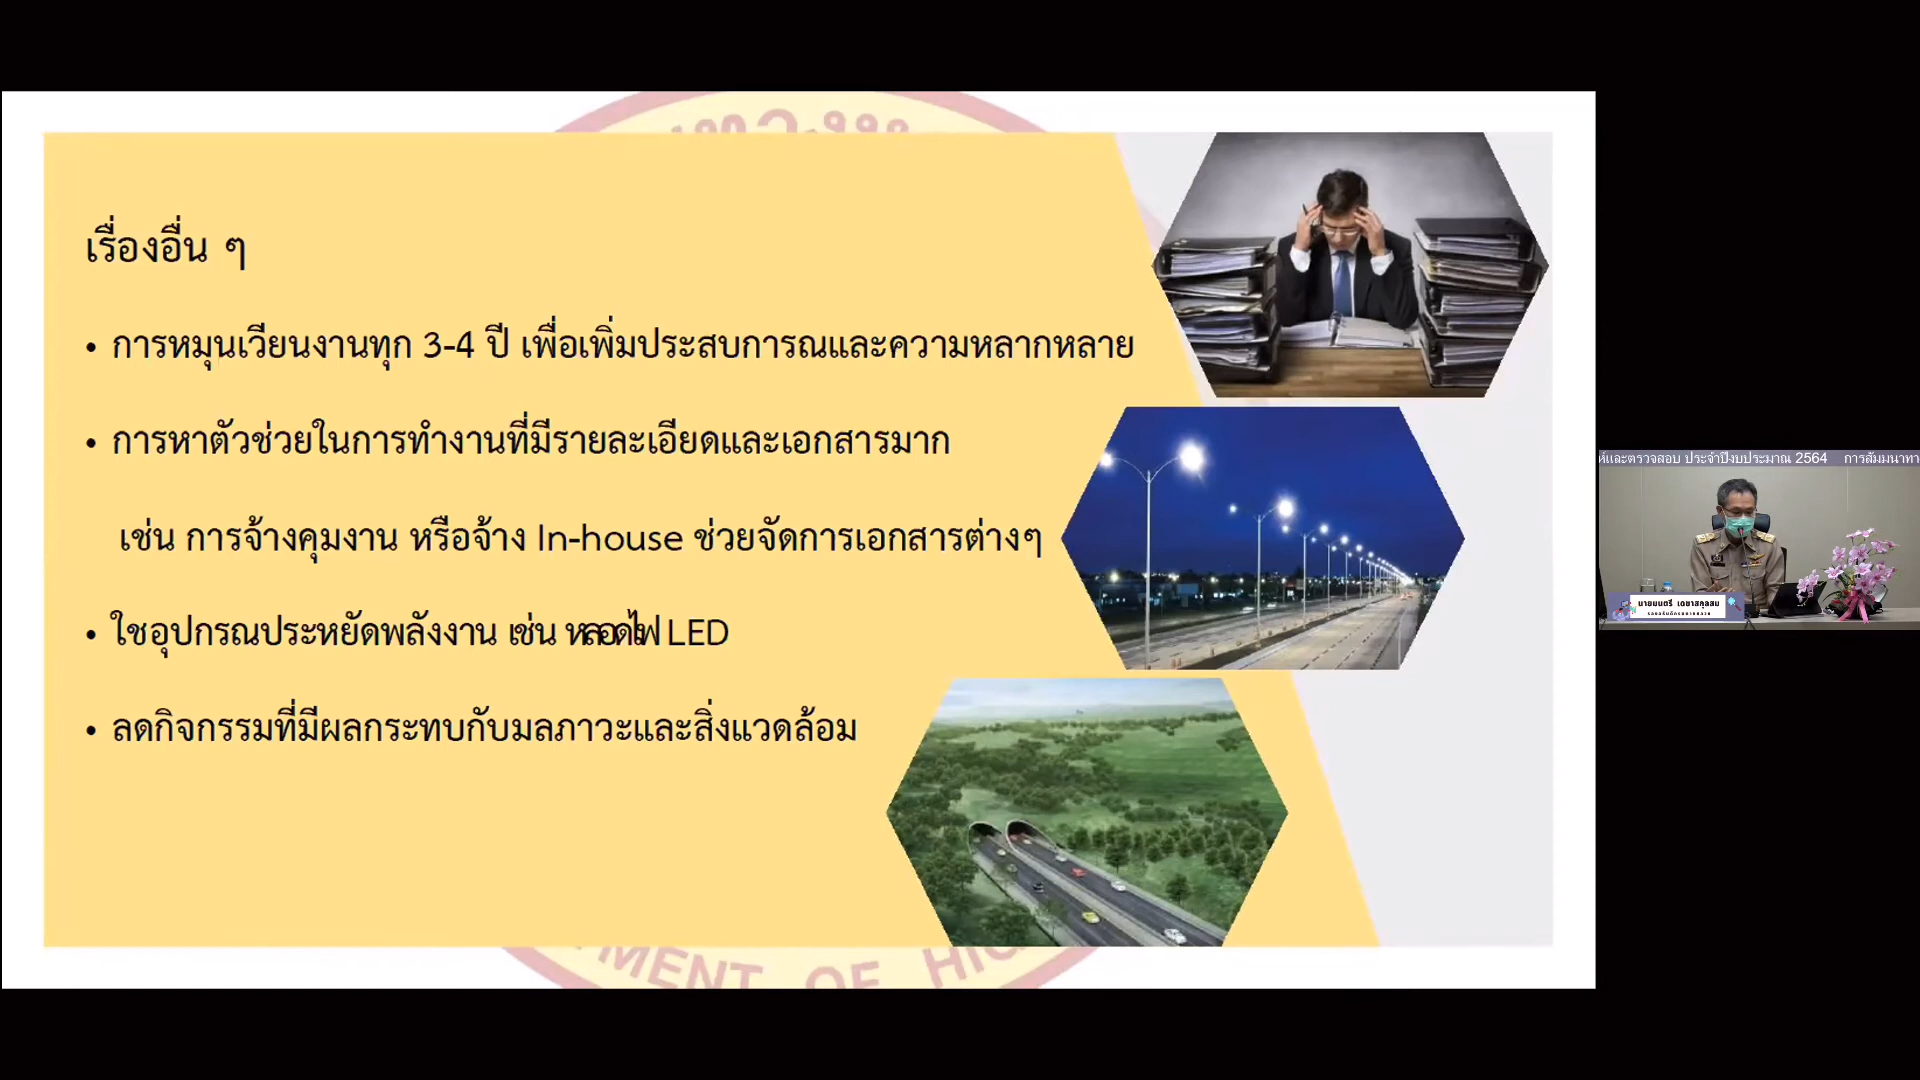 ทางห
เรื่องอื่น ๆ
• การหมุนเวียนงานทุก 3-4 ปี เพื่อเพิ่มประสบการณและความหลากหลาย
• การหาตัวช่วยในการทำงานที่มีรายละเอียดและเอกสารมาก
เช่น การจ้างคุมงาน หรือจ้าง In-house ช่วยจัดการเอกสารต่างๆ
• ใชอุปกรณประหยัดพลังงาน เช่น หลอดไฟ LED
• ลดกิจกรรมที่มีผลกระทบกับมลภาวะและสิ่งแวดล้อม
TMENT OF HIG
ห์และตรวจสอบ ประจำปีงบประมาณ 2564 การสัมมนาทา
นายมนตรี เดชาสกุลสม